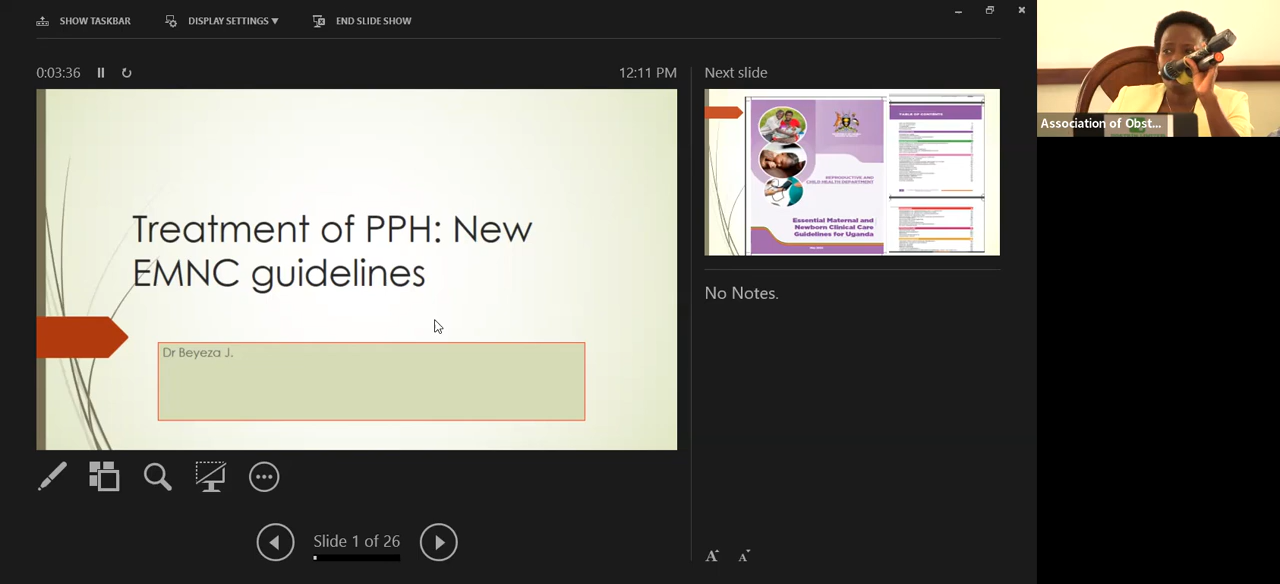 SHOW TASKBAR
DISPLAY SETTINGS ▼
END SLIDE SHOW
0:03:36
12:11 PM
Next slide
Treatment of PPH: New
EMNC guidelines
Dr Beyeza J.
TABLE OF CONTENTS
REPRODUCTIVE AND
CHILD HEALTH DEPARTMENT
Essential Maternal and
Newborn Clinical Care
Guidelines for Uganda
No Notes.
Slide 1 of 26
A
A
Association of Obst...